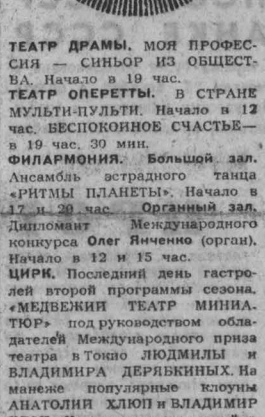 ТЕАТР ДРАМЫ. МОЯ ПРОФЕС-
СИЯ — СИНЬОР ИЗ ОБЩЕСТ-
ВА. Начало в 19 час.
ТЕАТР ОПЕРЕТТЫ. В СТРАНЕ
МУЛЬТИ-ПУЛЬТИ. Начало в 12
час. БЕСПОКОЙНОЕ СЧАСТЬЕ—
в 19 час. 30 мин.
ФИЛАРМОНИЯ. Большой зал.
Ансамбль эстрадного танца
«РИТМЫ ПЛАНЕТЫ». Начало в
17 и 20 час. Органный зал.
Дипломант Международного
конкурса Олег Янченко (орган).
Начало в 12 и 15 час.
ЦИРК. Последний день гастро-
лей второй программы сезона.
«МЕДВЕЖИЙ ТЕАТР МИНИА-
ТЮР» под руководством обла-
дателей Международного приза
театра в Токио ЛЮДМИЛЫ и
ВЛАДИМИРА ДЕРЯБКИНЫХ. На
манеже популярные клоуны
АНАТОЛИЙ ХЛЮП и ВЛАДИМИР